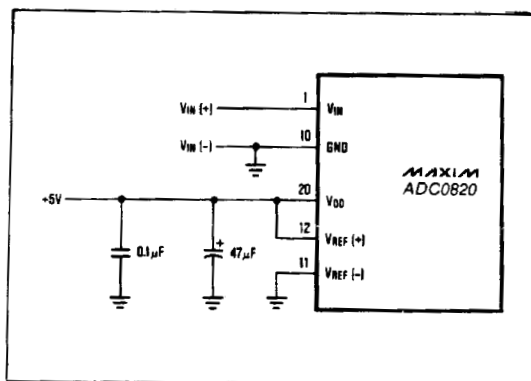 1
VIN (+)
VIN
10
VIN (-)
GND
MAXIM
ADC0820
20
+5V
VDD
12
0.1µF
+
47µF
VREF (+)
11
VREF (-)